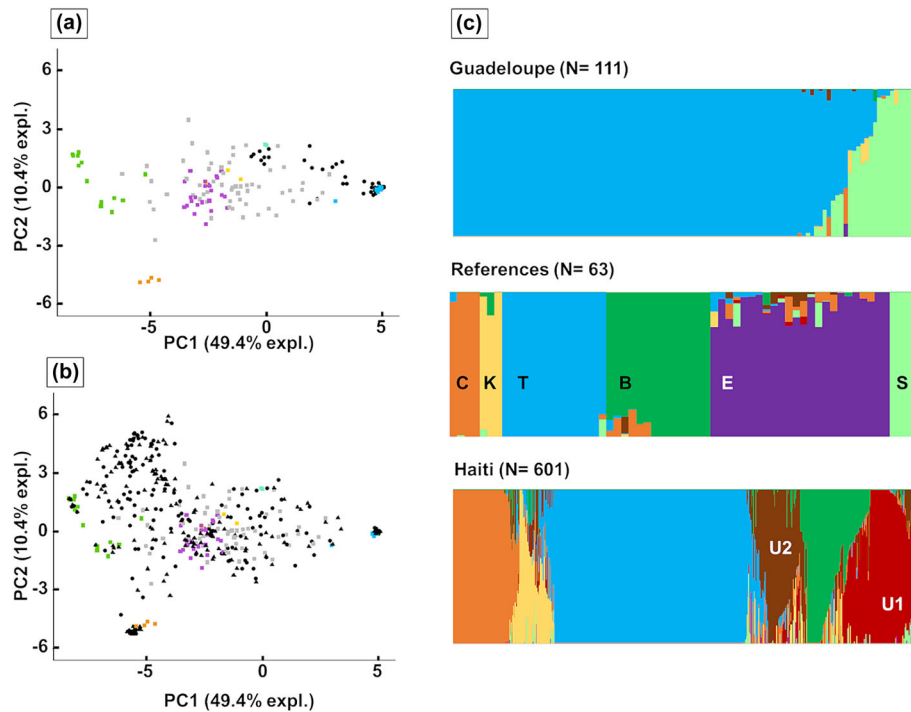 (a)
PC2 (10.4% expl.)
6
3
0
-3
-6
-5
0
5
PC1 (49.4% expl.)
(b)
PC2 (10.4% expl.)
6
3
0
-3
-6
-5
0
5
PC1 (49.4% expl.)
(c)
Guadeloupe (N= 111)
References (N= 63)
C K T B E S
Haiti (N= 601)
U2
U1